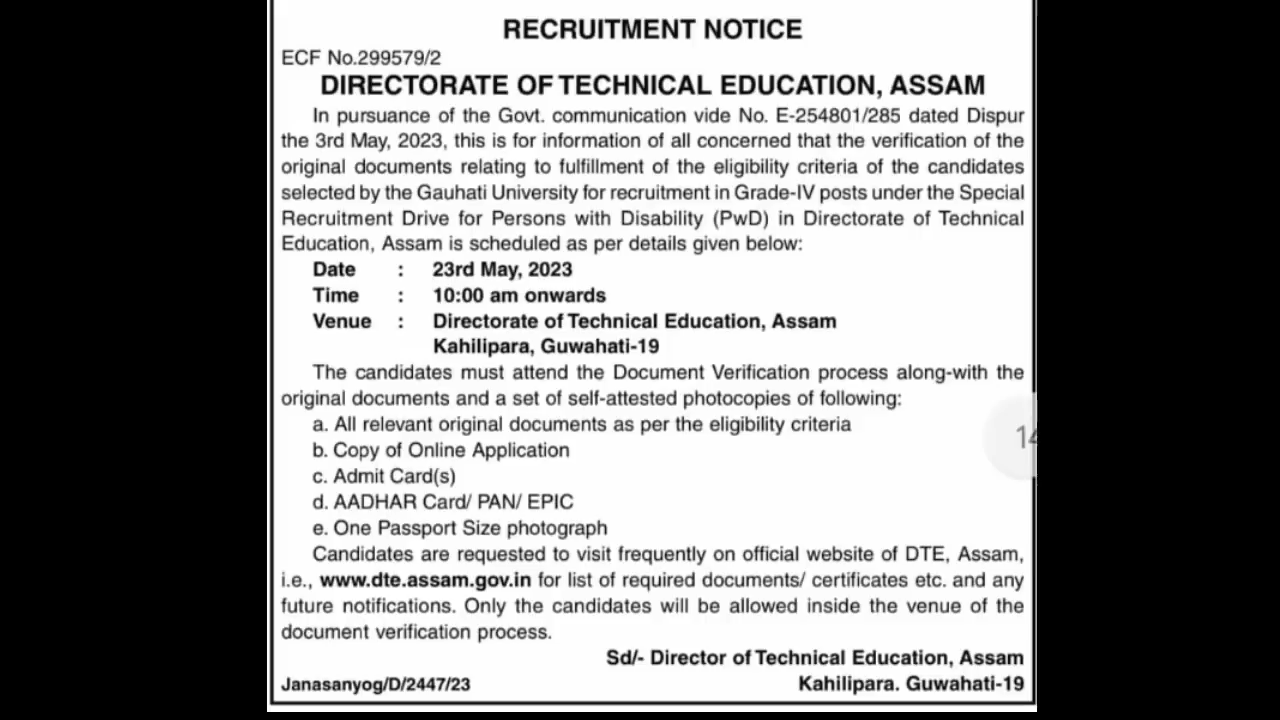 RECRUITMENT NOTICE
ECF No.299579/2
DIRECTORATE OF TECHNICAL EDUCATION, ASSAM
In pursuance of the Govt. communication vide No. E-254801/285 dated Dispur
the 3rd May, 2023, this is for information of all concerned that the verification of the
original documents relating to fulfillment of the eligibility criteria of the candidates
selected by the Gauhati University for recruitment in Grade-IV posts under the Special
Recruitment Drive for Persons with Disability (PwD) in Directorate of Technical
Education, Assam is scheduled as per details given below:
Date : 23rd May, 2023
Time : 10:00 am onwards
Venue : Directorate of Technical Education, Assam
Kahilipara, Guwahati-19
The candidates must attend the Document Verification process along-with the
original documents and a set of self-attested photocopies of following:
a. All relevant original documents as per the eligibility criteria
14
b. Copy of Online Application
c. Admit Card(s)
d. AADHAR Card/ PAN/ EPIC
e. One Passport Size photograph
Candidates are requested to visit frequently on official website of DTE, Assam,
i.e., www.dte.assam.gov.in for list of required documents/ certificates etc. and any
future notifications. Only the candidates will be allowed inside the venue of the
document verification process.
Sd/- Director of Technical Education, Assam
Janasanyog/D/2447/23 Kahilipara. Guwahati-19